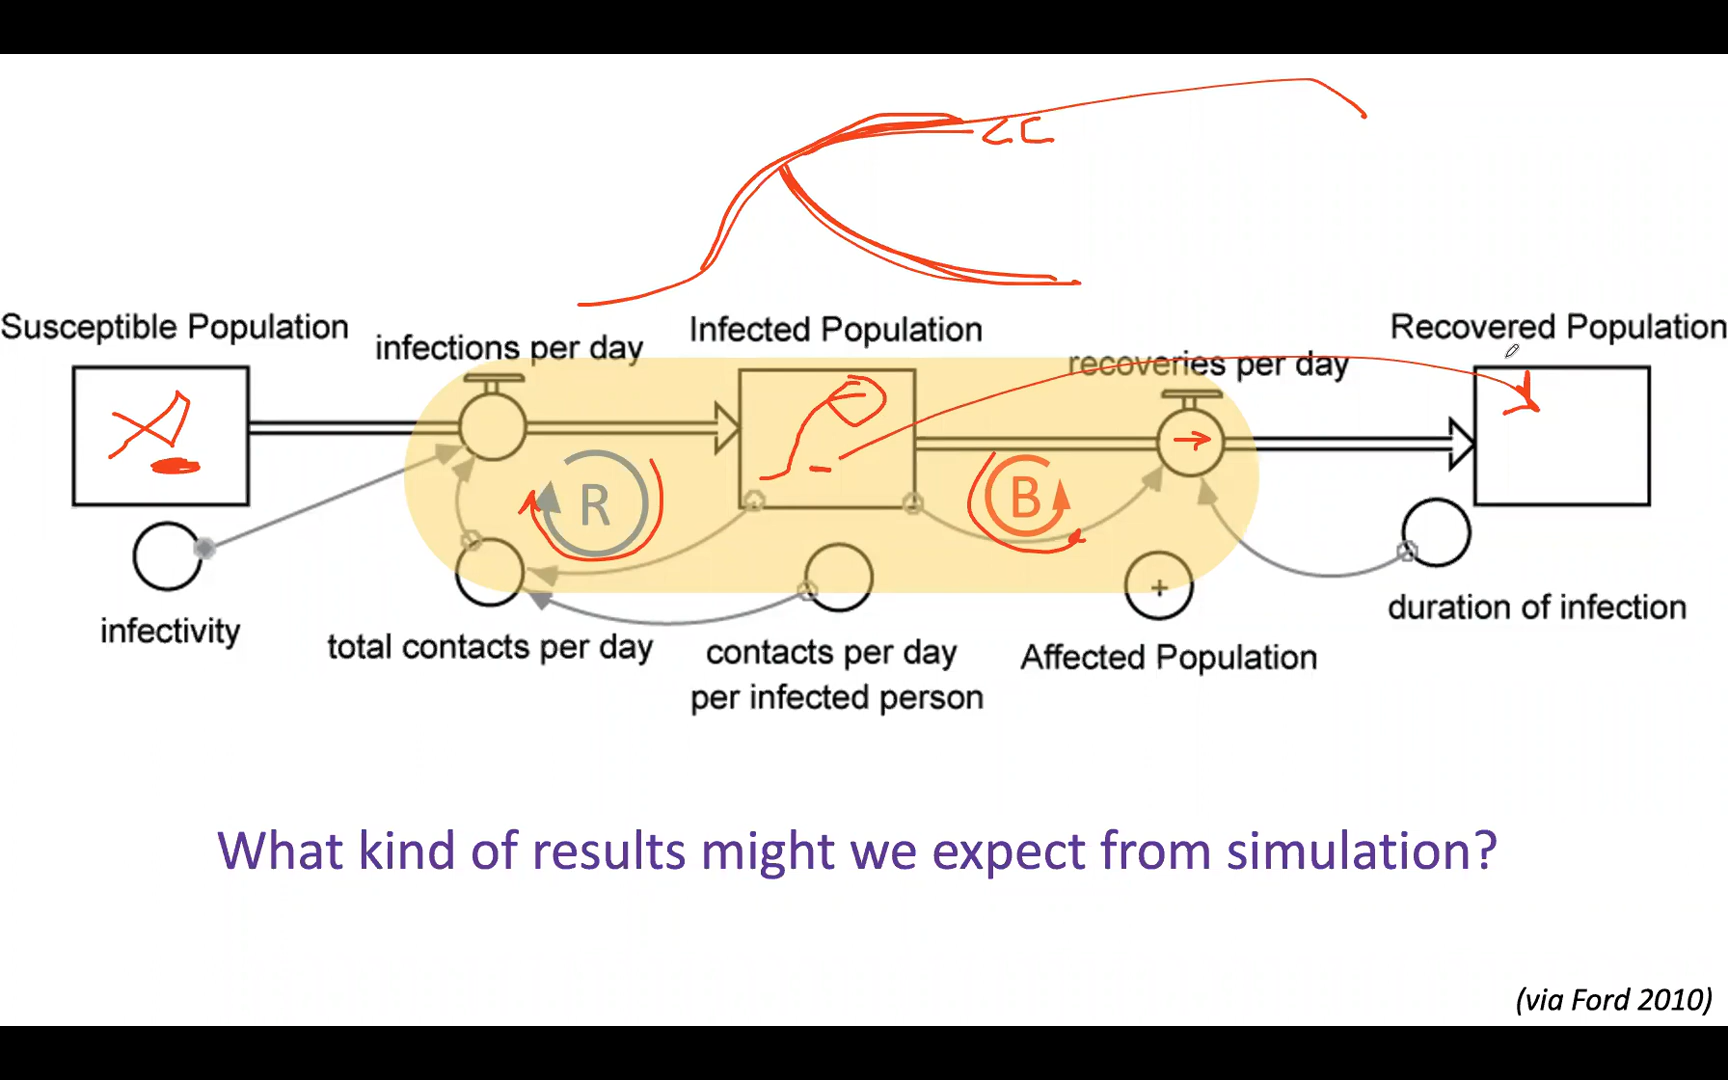 Susceptible Population
infections per day
Infected Population
recoveries per day
Recovered Population
R
B
+
infectivity
total contacts per day
contacts per day
per infected person
Affected Population
duration of infection
What kind of results might we expect from simulation?
(via Ford 2010)